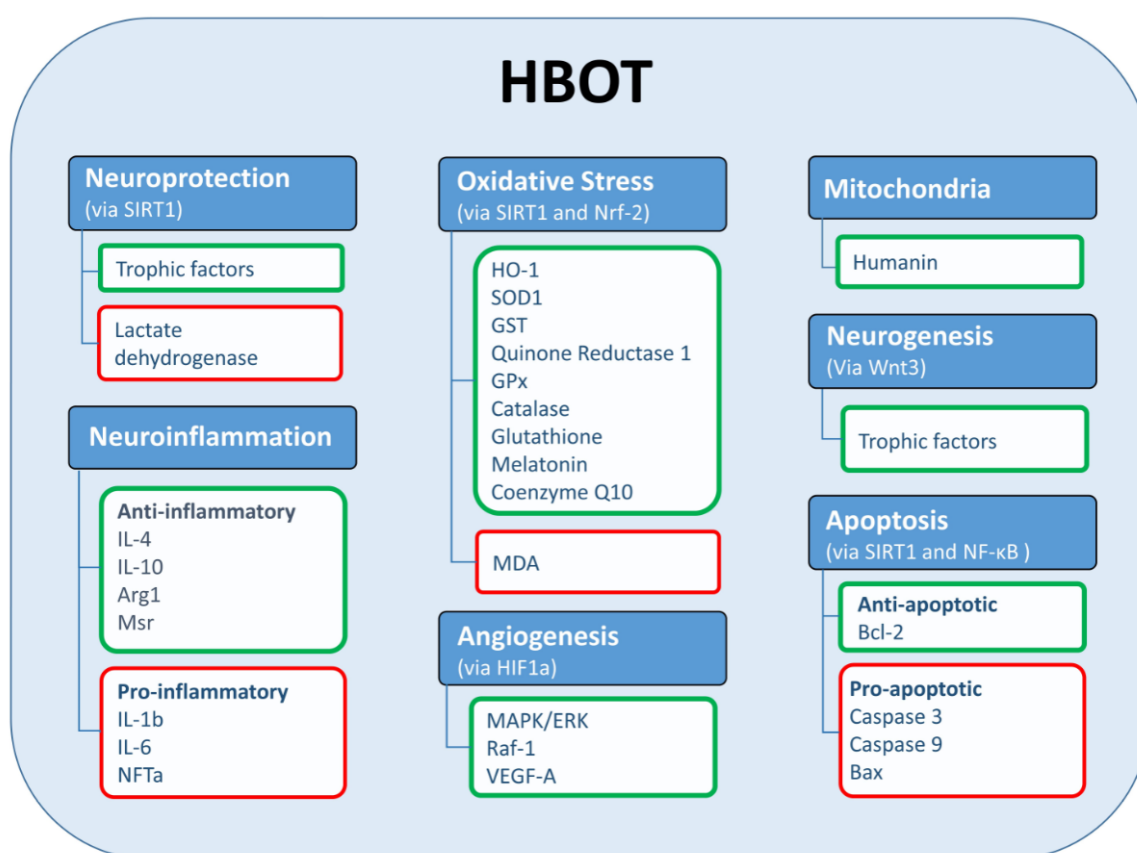 HBOT
Neuroprotection
(via SIRT1)
Trophic factors
Lactate
dehydrogenase
Neuroinflammation
Anti-inflammatory
IL-4
IL-10
Arg1
Msr
Pro-inflammatory
IL-1b
IL-6
NFTa
Oxidative Stress
(via SIRT1 and Nrf-2)
HO-1
SOD1
GST
Quinone Reductase 1
GPx
Catalase
Glutathione
Melatonin
Coenzyme Q10
MDA
Angiogenesis
(via HIF1a)
MAPK/ERK
Raf-1
VEGF-A
Mitochondria
Humanin
Neurogenesis
(Via Wnt3)
Trophic factors
Apoptosis
(via SIRT1 and NF-κB )
Anti-apoptotic
Bcl-2
Pro-apoptotic
Caspase 3
Caspase 9
Bax